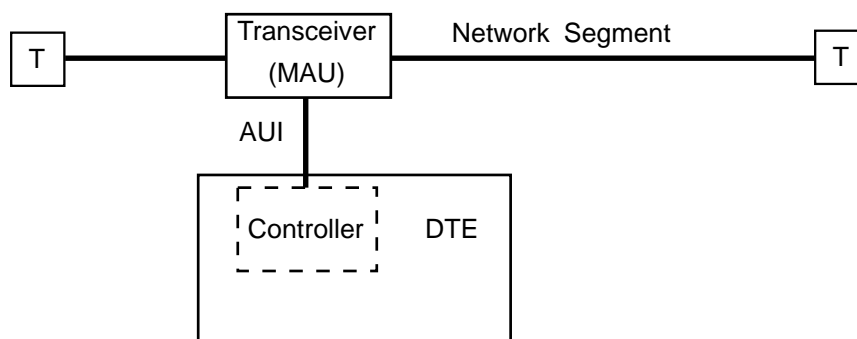 T
Transceiver
(MAU)
Network Segment
T
AUI
Controller
DTE